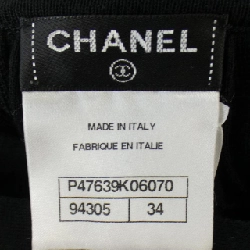 CHANEL
MADE IN ITALY
FABRIQUE EN ITALIE
P47639K06070
94305 34